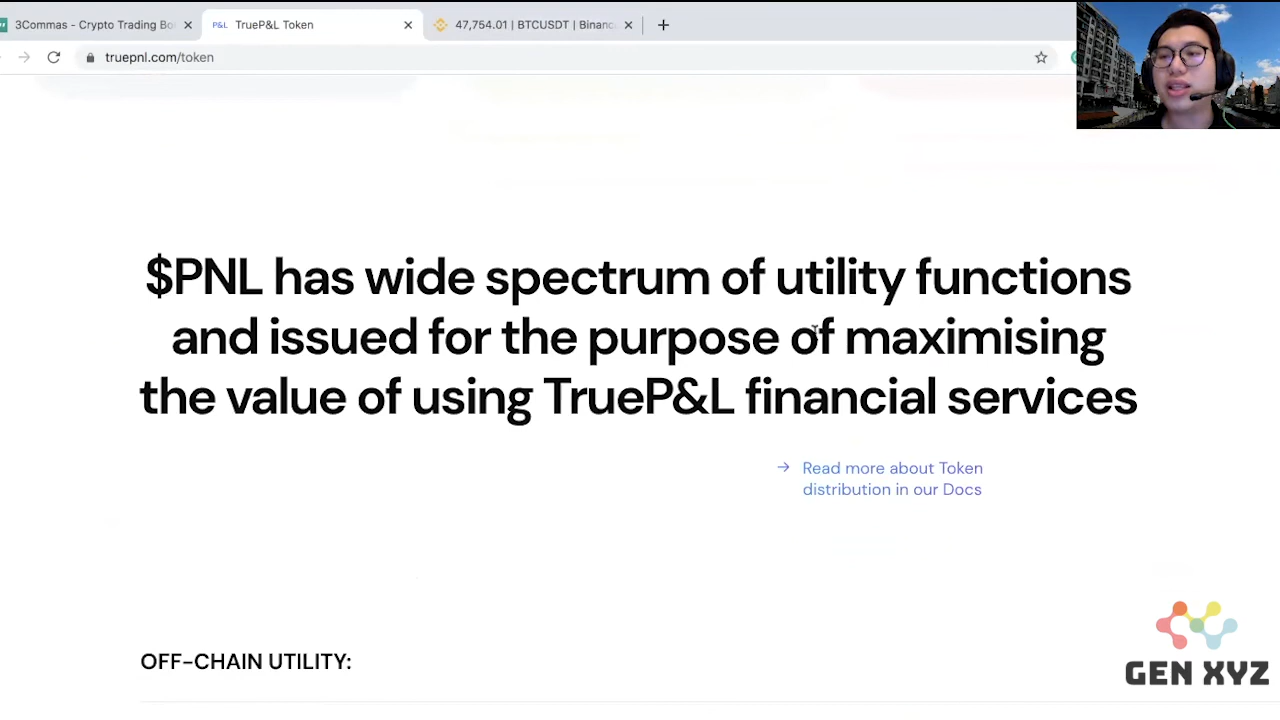 3Commas - Crypto Trading Bo
P&L TrueP&L Token
47,754.01 | BTCUSDT | Binanc
truepnl.com/token
$PNL has wide spectrum of utility functions
and issued for the purpose of maximising
the value of using TrueP&L financial services
Read more about Token
distribution in our Docs
OFF-CHAIN UTILITY:
GEN XYZ